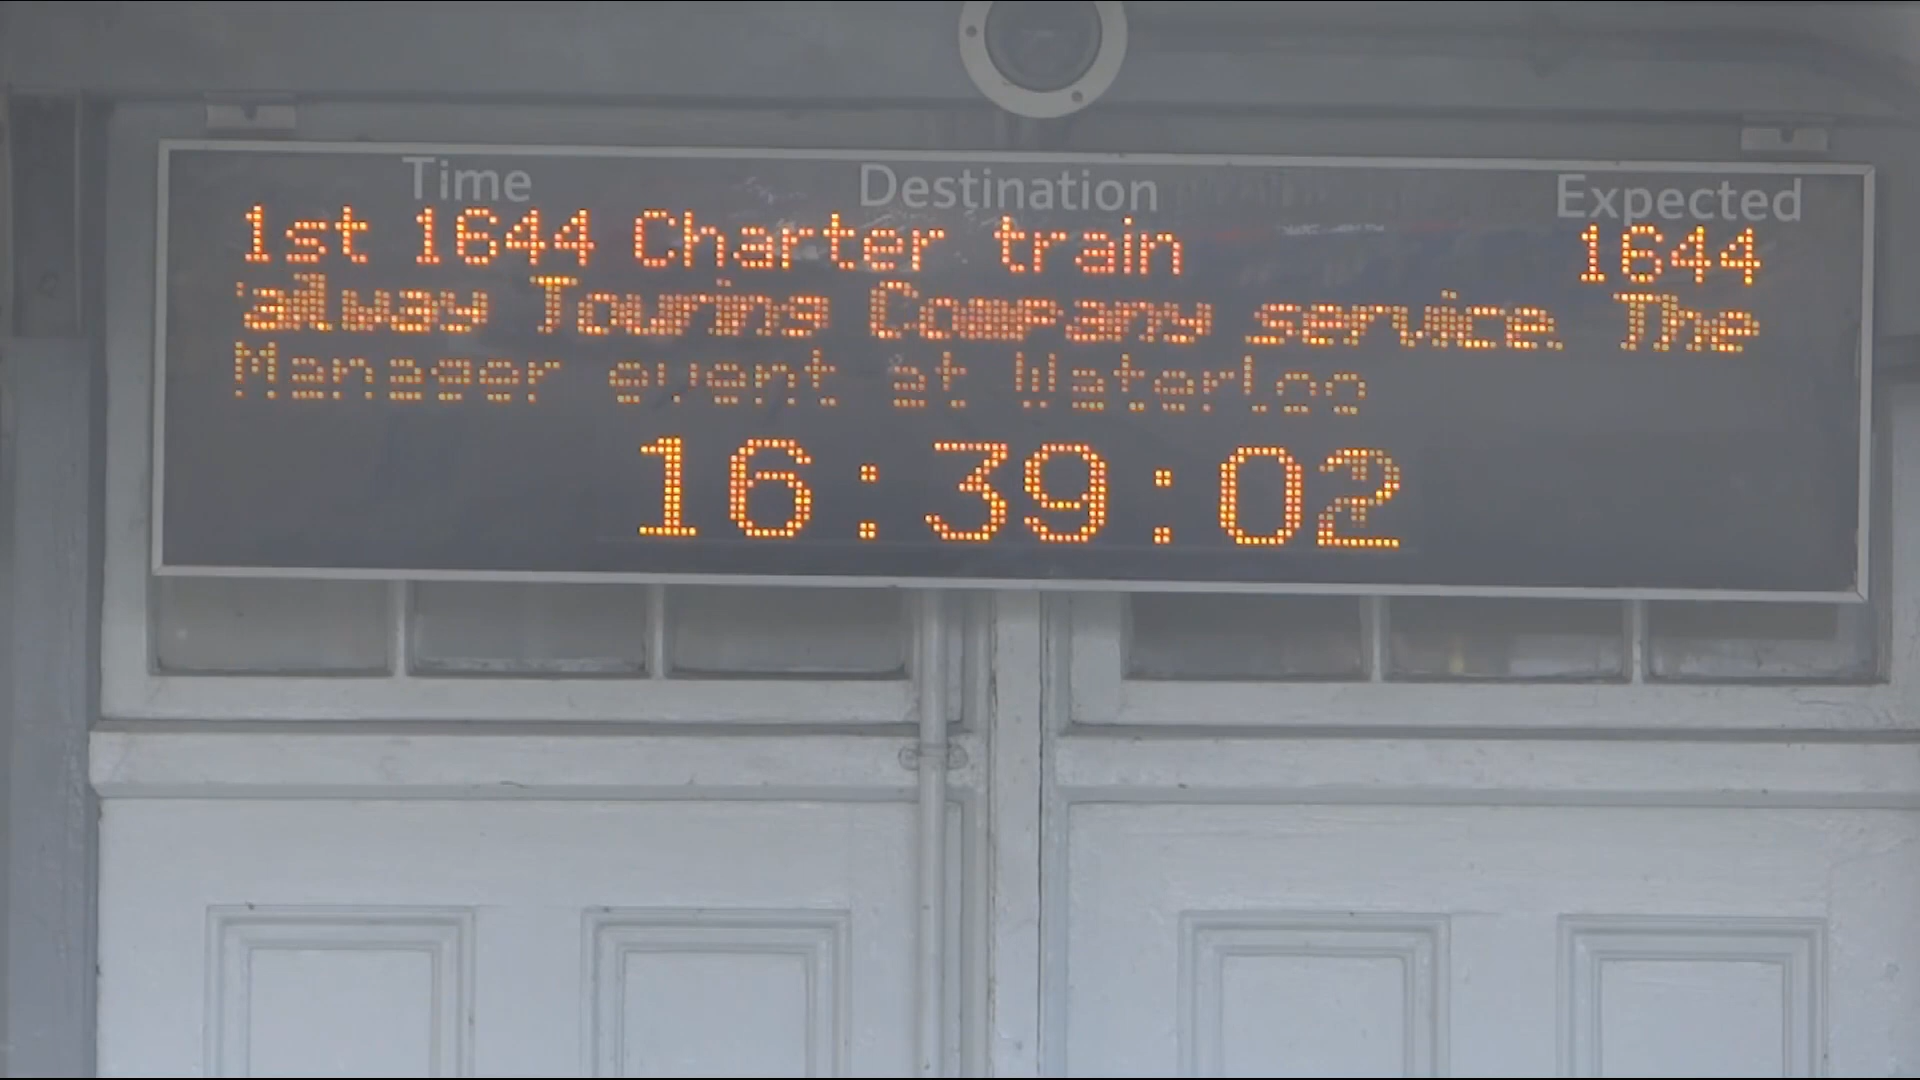 Time Destination Expected
1st 1644 Charter train 1644
ailway Touring Company service. The
Manager event at Waterloo
16:39:02